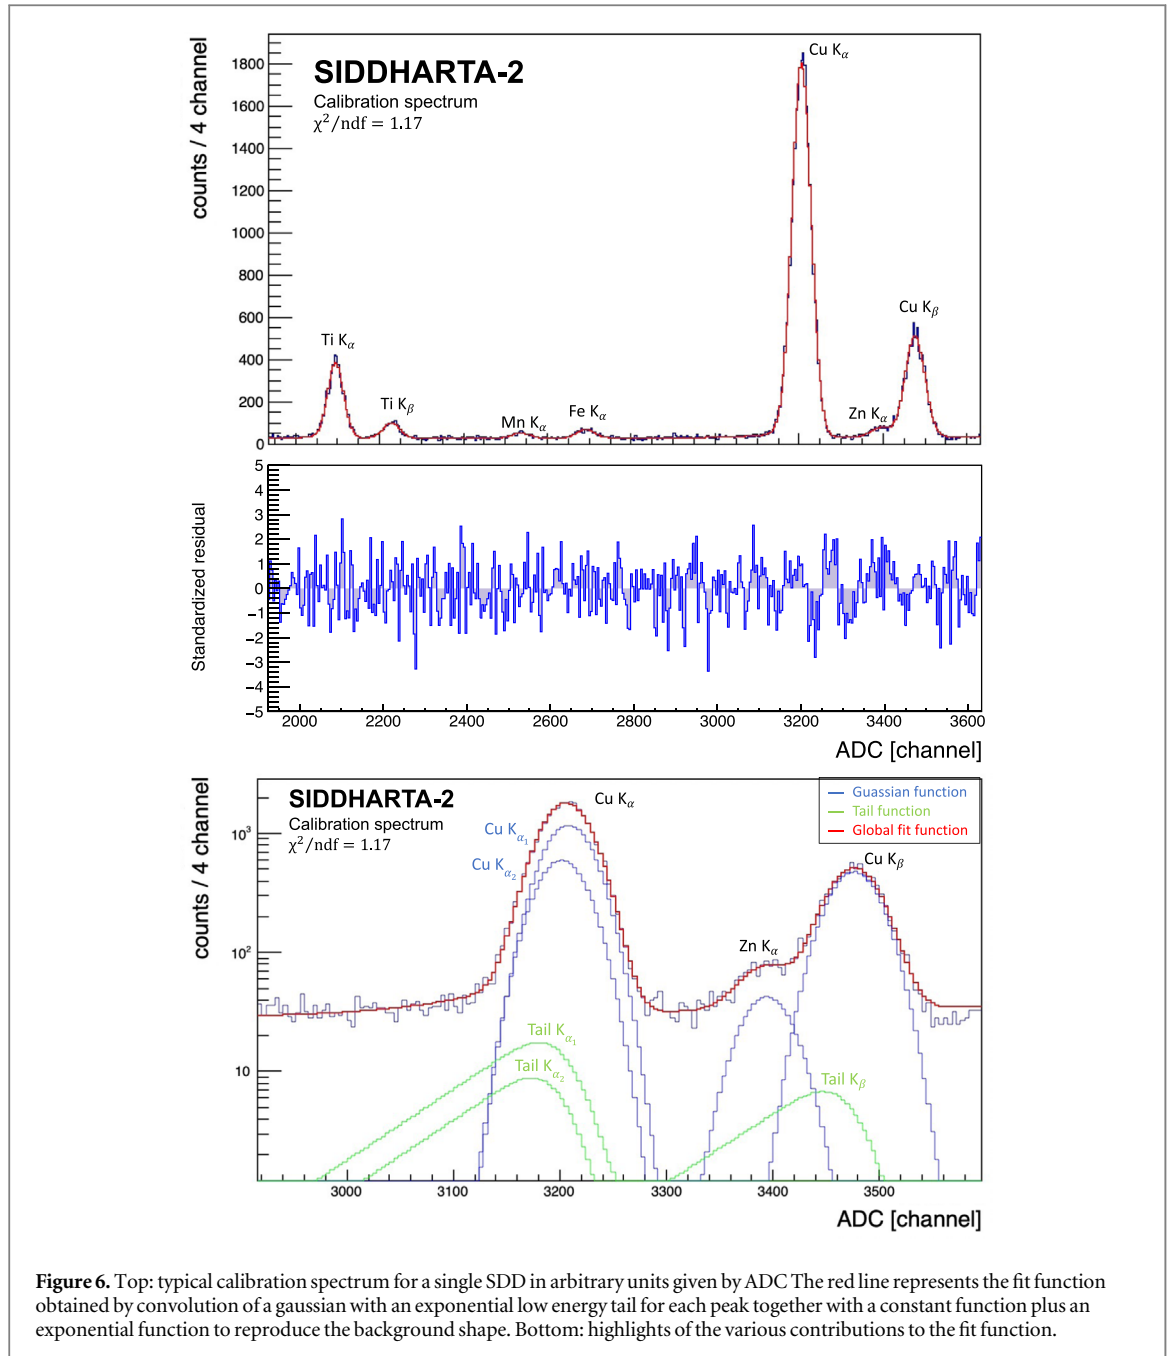 SIDDHARTA-2
Calibration spectrum
χ²/ndf = 1.17
counts / 4 channel
1800
1600
1400
1200
1000
800
600
400
200
0
Ti Kα
Ti Kβ
Mn Kα
Fe Kα
Cu Kα
Zn Kα
Cu Kβ
Standardized residual
5
4
3
2
1
0
−1
−2
−3
−4
−5
2000 2200 2400 2600 2800 3000 3200 3400 3600
ADC [channel]
counts / 4 channel
SIDDHARTA-2
Calibration spectrum
χ²/ndf = 1.17
Guassian function
Tail function
Global fit function
10³
10²
10
Cu Kα
Cu Kα₁
Cu Kα₂
Zn Kα
Cu Kβ
Tail Kα₁
Tail Kα₂
Tail Kβ
3000 3100 3200 3300 3400 3500
ADC [channel]
Figure 6. Top: typical calibration spectrum for a single SDD in arbitrary units given by ADC The red line represents the fit function
obtained by convolution of a gaussian with an exponential low energy tail for each peak together with a constant function plus an
exponential function to reproduce the background shape. Bottom: highlights of the various contributions to the fit function.